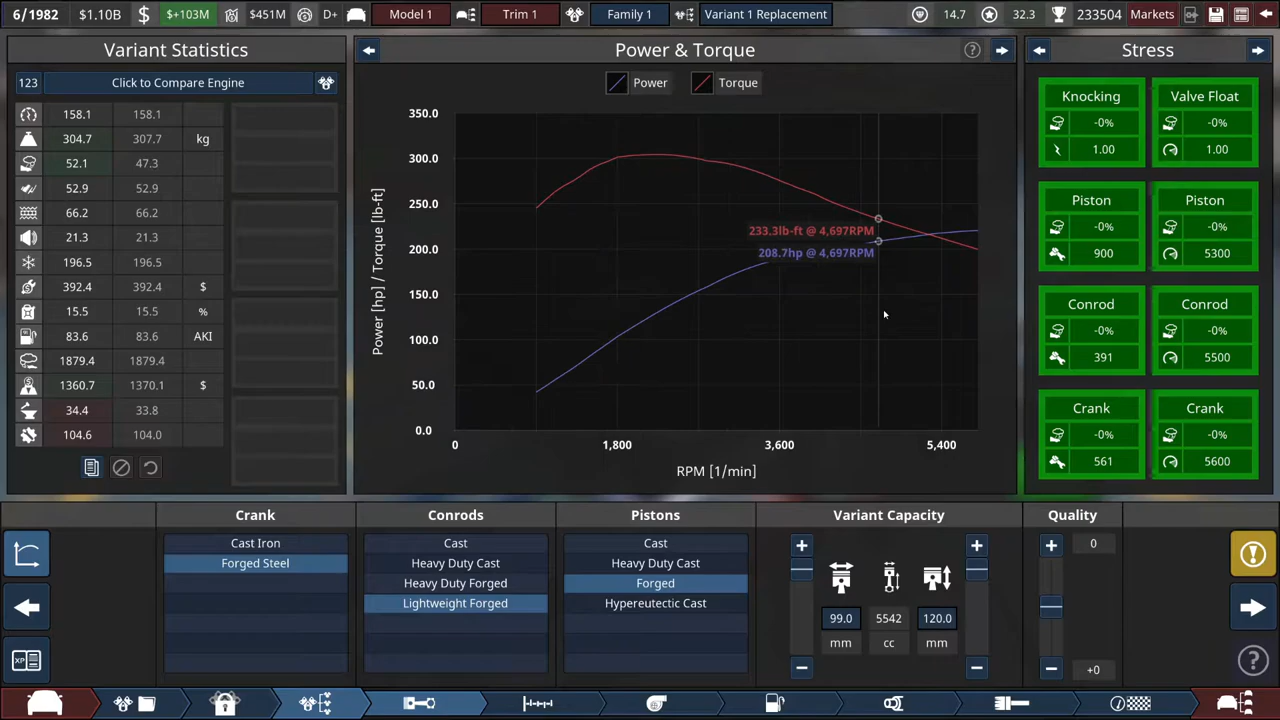 6/1982 $1.10B $+103M $451M D+ Model 1 Trim 1 Family 1 Variant 1 Replacement 14.7 32.3 233504 Markets
Variant Statistics
123 Click to Compare Engine
158.1 158.1
304.7 307.7 kg
52.1 47.3
52.9 52.9
66.2 66.2
21.3 21.3
196.5 196.5
392.4 392.4 $
15.5 15.5 %
83.6 83.6 AKI
1879.4 1879.4
1360.7 1370.1 $
34.4 33.8
104.6 104.0
Power & Torque
Power Torque
Power [hp] / Torque [lb-ft]
350.0
300.0
250.0
200.0
150.0
100.0
50.0
0.0
233.3lb-ft @ 4,697RPM
208.7hp @ 4,697RPM
0 1,800 3,600 5,400
RPM [1/min]
Stress
Knocking Valve Float
-0% -0%
1.00 1.00
Piston Piston
-0% -0%
900 5300
Conrod Conrod
-0% -0%
391 5500
Crank Crank
-0% -0%
561 5600
Crank
Cast Iron
Forged Steel
Conrods
Cast
Heavy Duty Cast
Heavy Duty Forged
Lightweight Forged
Pistons
Cast
Heavy Duty Cast
Forged
Hypereutectic Cast
Variant Capacity
99.0 5542 120.0
mm cc mm
Quality
0
+0
XP